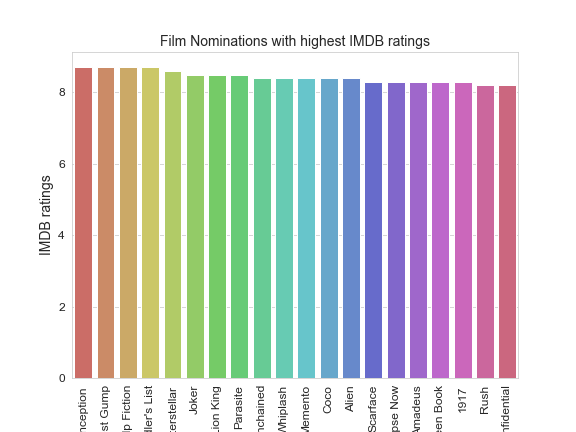 Film Nominations with highest IMDB ratings
IMDB ratings
8
6
4
2
0
nception
st Gump
p Fiction
ller's List
erstellar
Joker
ion King
Parasite
nchained
Whiplash
Memento
Coco
Alien
Scarface
pse Now
Amadeus
en Book
1917
Rush
nfidential